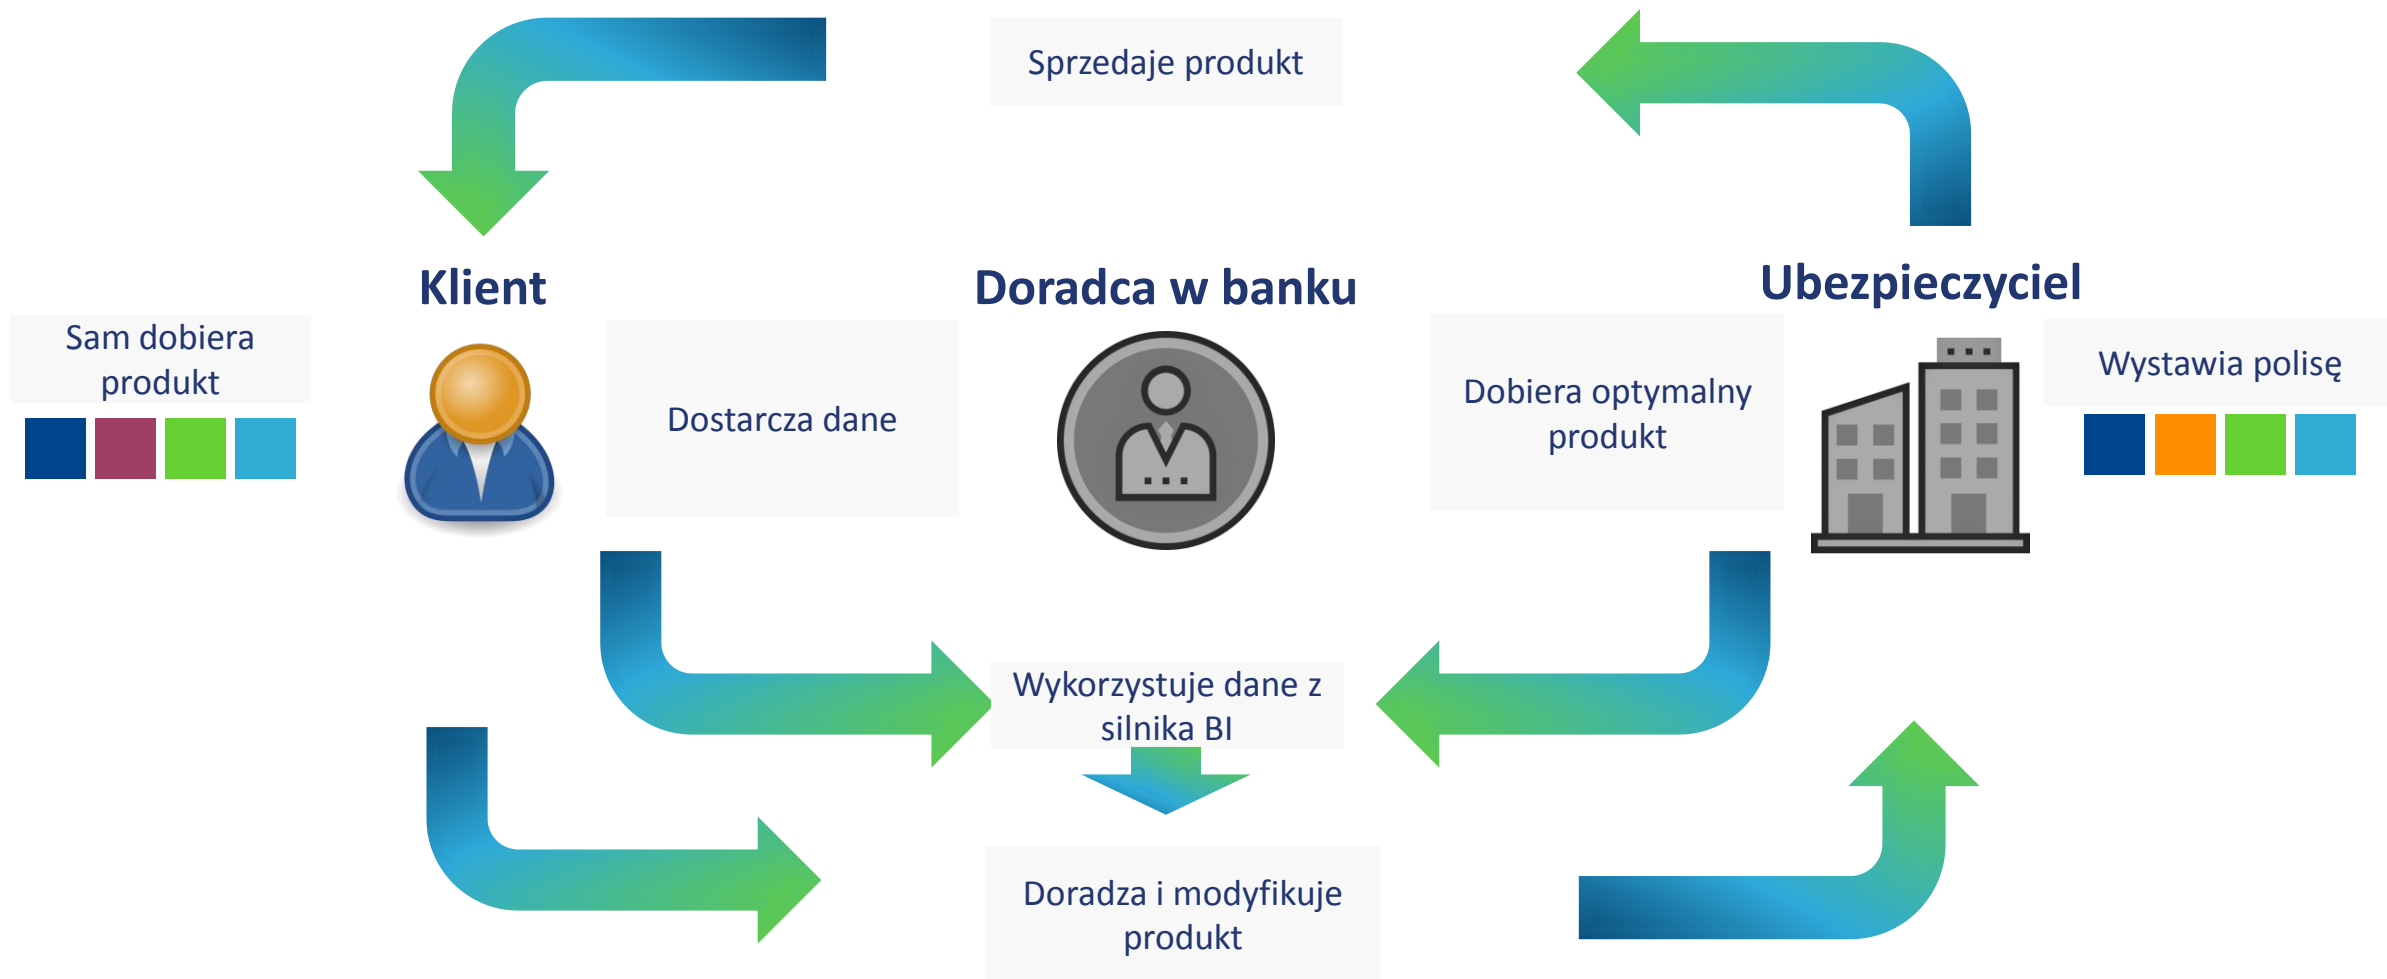 Sprzedaje produkt
Klient
Doradca w banku
Ubezpieczyciel
Sam dobiera
produkt
Dostarcza dane
Dobiera optymalny
produkt
Wystawia polisę
Wykorzystuje dane z
silnika BI
Doradza i modyfikuje
produkt